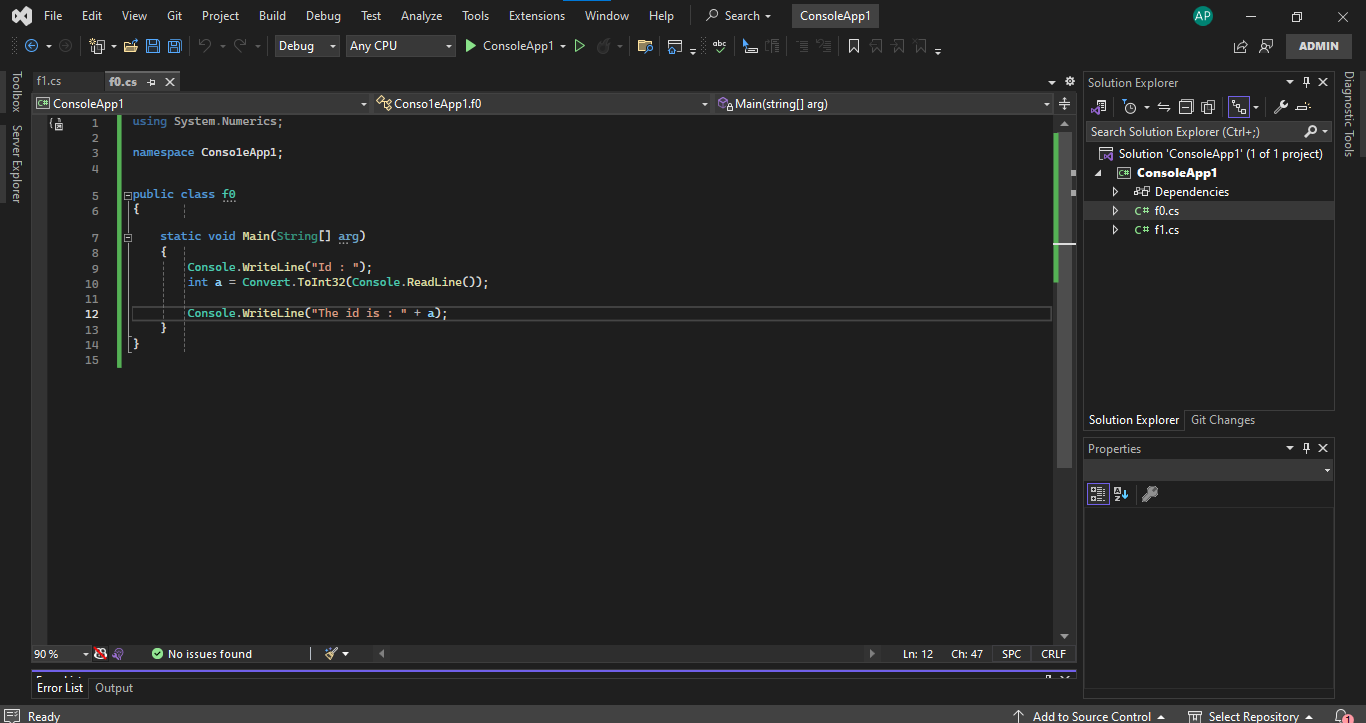 File Edit View Git Project Build Debug Test Analyze Tools Extensions Window Help Search ConsoleApp1 AP
Debug Any CPU ConsoleApp1 abc ADMIN
Toolbox
Server Explorer
f1.cs f0.cs
ConsoleApp1 Conso1eApp1.f0 Main(string[] arg)
1 using System.Numerics;
2
3 namespace Conso1eApp1;
4
5 public class f0
6 {
7 static void Main(String[] arg)
8 {
9 Console.WriteLine("Id : ");
10 int a = Convert.ToInt32(Console.ReadLine());
11
12 Console.WriteLine("The id is : " + a);
13 }
14 }
15
90 % No issues found Ln: 12 Ch: 47 SPC CRLF
Error List Output
Solution Explorer
Search Solution Explorer (Ctrl+;)
Solution 'ConsoleApp1' (1 of 1 project)
ConsoleApp1
Dependencies
C# f0.cs
C# f1.cs
Solution Explorer Git Changes
Properties
Diagnostic Tools
Ready Add to Source Control Select Repository 1